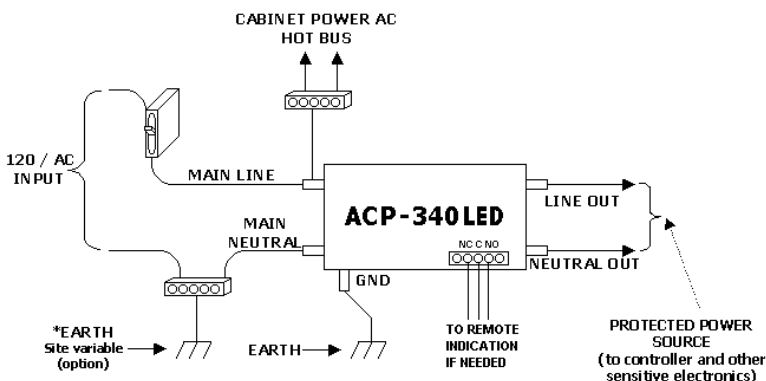 CABINET POWER AC
HOT BUS
120 / AC
INPUT
MAIN LINE
MAIN
NEUTRAL
ACP-340 LED
NC C NO
LINE OUT
NEUTRAL OUT
GND
*EARTH
Site variable
(option)
EARTH
TO REMOTE
INDICATION
IF NEEDED
PROTECTED POWER
SOURCE
(to controller and other
sensitive electronics)